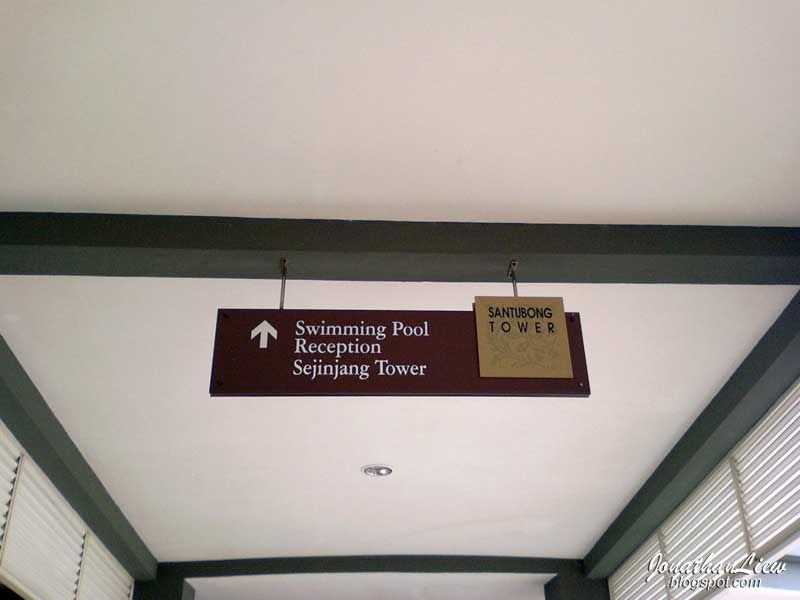 Swimming Pool
Reception
Sejinjang Tower
SANTUBONG
TOWER
JonathanLiew
blogspot.com